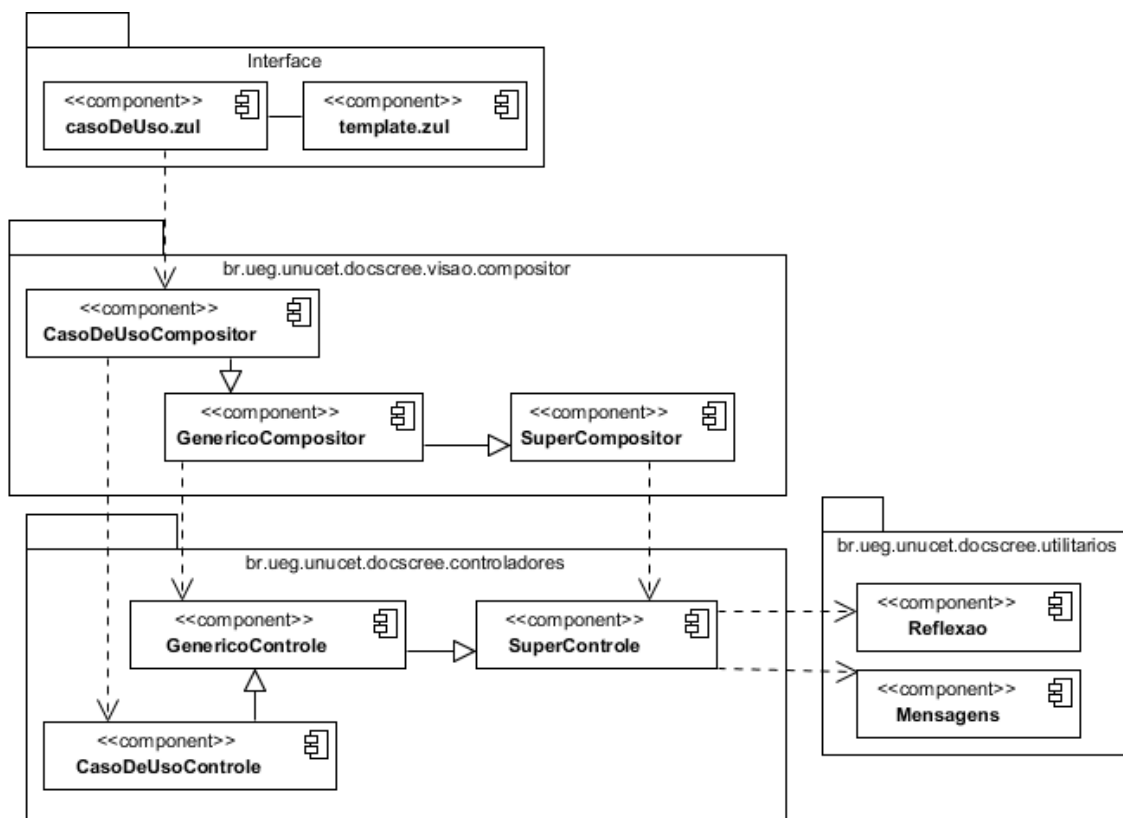 Interface
<<component>>
casoDeUso.zul
<<component>>
template.zul
br.ueg.unucet.docscree.visao.compositor
<<component>>
CasoDeUsoCompositor
<<component>>
GenericoCompositor
<<component>>
SuperCompositor
br.ueg.unucet.docscree.controladores
<<component>>
GenericoControle
<<component>>
SuperControle
<<component>>
CasoDeUsoControle
br.ueg.unucet.docscree.utilitarios
<<component>>
Reflexao
<<component>>
Mensagens